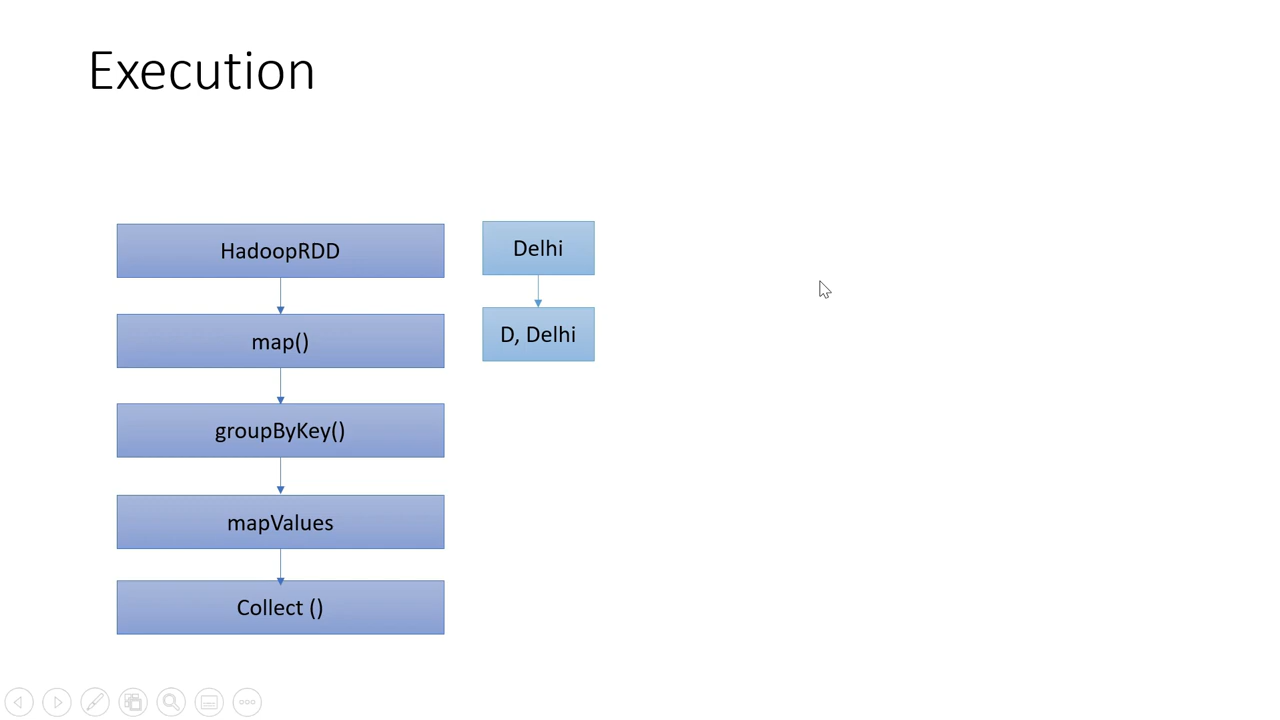 Execution
HadoopRDD
Delhi
map()
D, Delhi
groupByKey()
mapValues
Collect ()